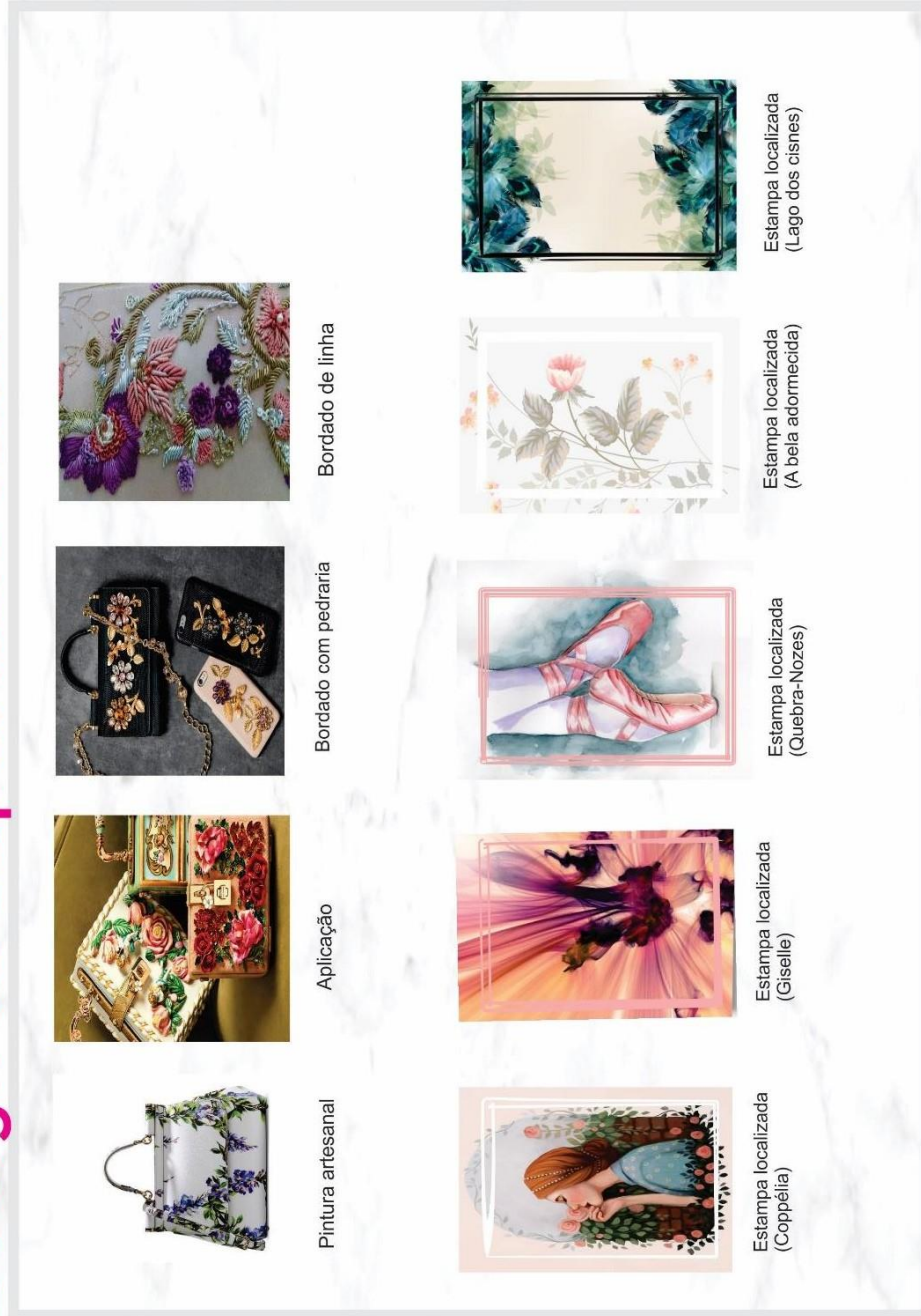 Pintura artesanal
Aplicação
Bordado com pedraria
Bordado de linha
Estampa localizada
(Coppélia)
Estampa localizada
(Giselle)
Estampa localizada
(Quebra-Nozes)
Estampa localizada
(A bela adormecida)
Estampa localizada
(Lago dos cisnes)